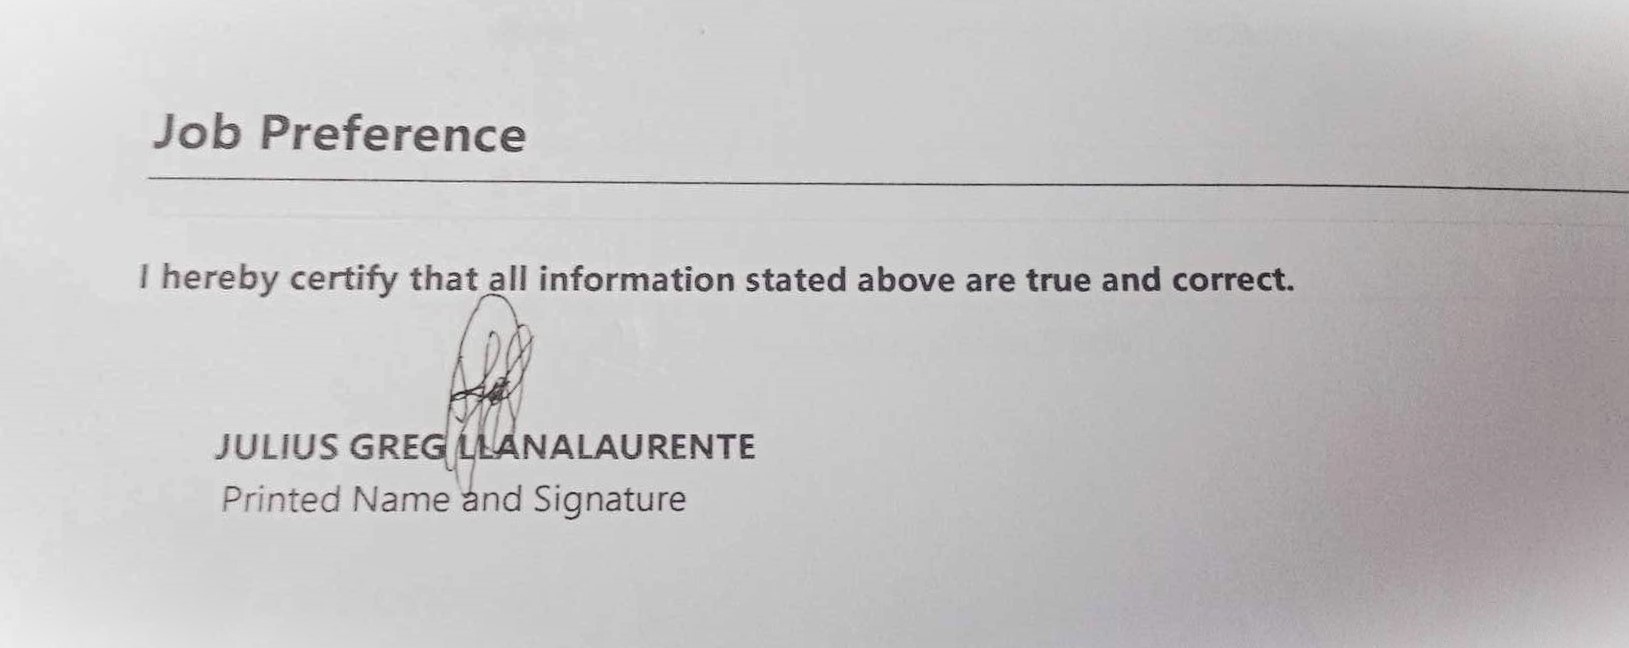 Job Preference
I hereby certify that all information stated above are true and correct.
JULIUS GREG LLANALAURENTE
Printed Name and Signature